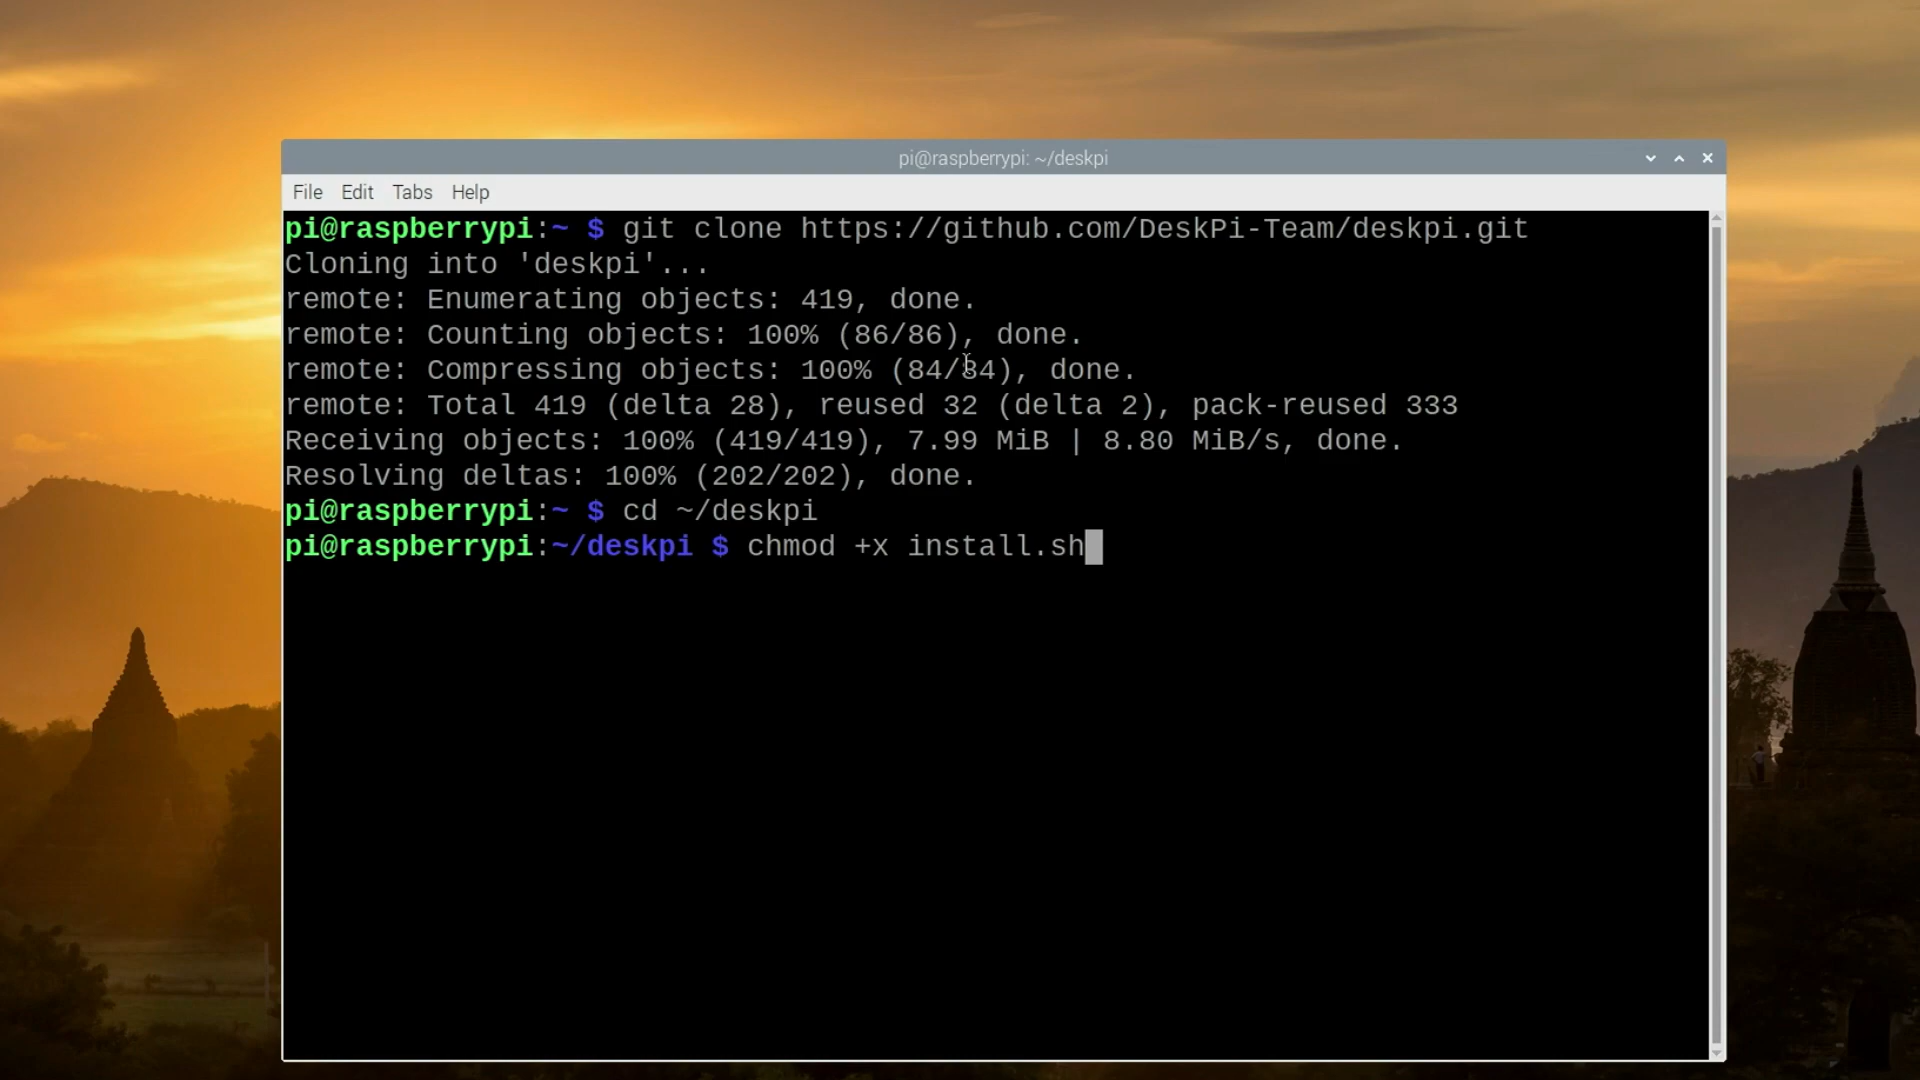 pi@raspberrypi: ~/deskpi
File Edit Tabs Help
pi@raspberrypi:~ $ git clone https://github.com/DeskPi-Team/deskpi.git
Cloning into 'deskpi'...
remote: Enumerating objects: 419, done.
remote: Counting objects: 100% (86/86), done.
remote: Compressing objects: 100% (84/84), done.
remote: Total 419 (delta 28), reused 32 (delta 2), pack-reused 333
Receiving objects: 100% (419/419), 7.99 MiB | 8.80 MiB/s, done.
Resolving deltas: 100% (202/202), done.
pi@raspberrypi:~ $ cd ~/deskpi
pi@raspberrypi:~/deskpi $ chmod +x install.sh